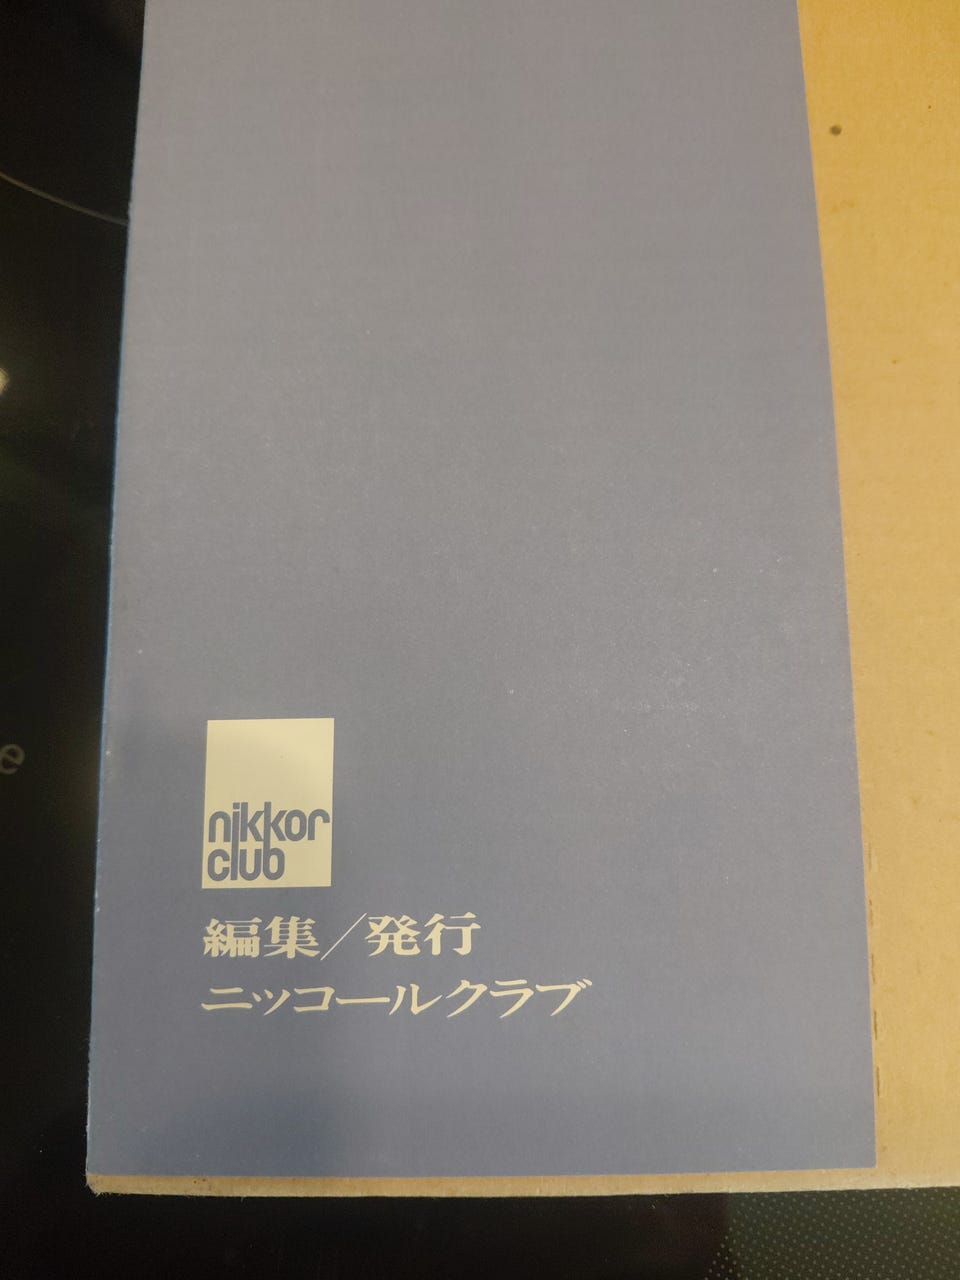 nikkor
club
編集／発行
ニッコールクラブ
e